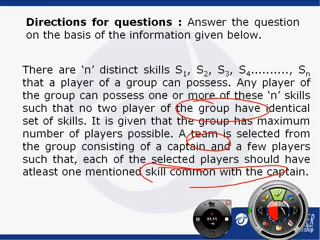 Directions for questions : Answer the question
on the basis of the information given below.
There are ‘n’ distinct skills S1, S2, S3, S4.........., Sn
that a player of a group can possess. Any player of
the group can possess one or more of these ‘n’ skills
such that no two player of the group have identical
set of skills. It is given that the group has maximum
number of players possible. A team is selected from
the group consisting of a captain and a few players
such that, each of the selected players should have
atleast one mentioned skill common with the captain.